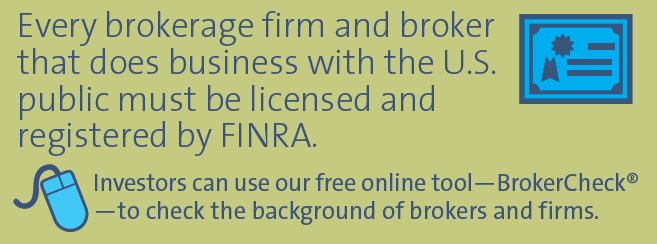 Every brokerage firm and broker
that does business with the U.S.
public must be licensed and
registered by FINRA.
Investors can use our free online tool—BrokerCheck®
—to check the background of brokers and firms.